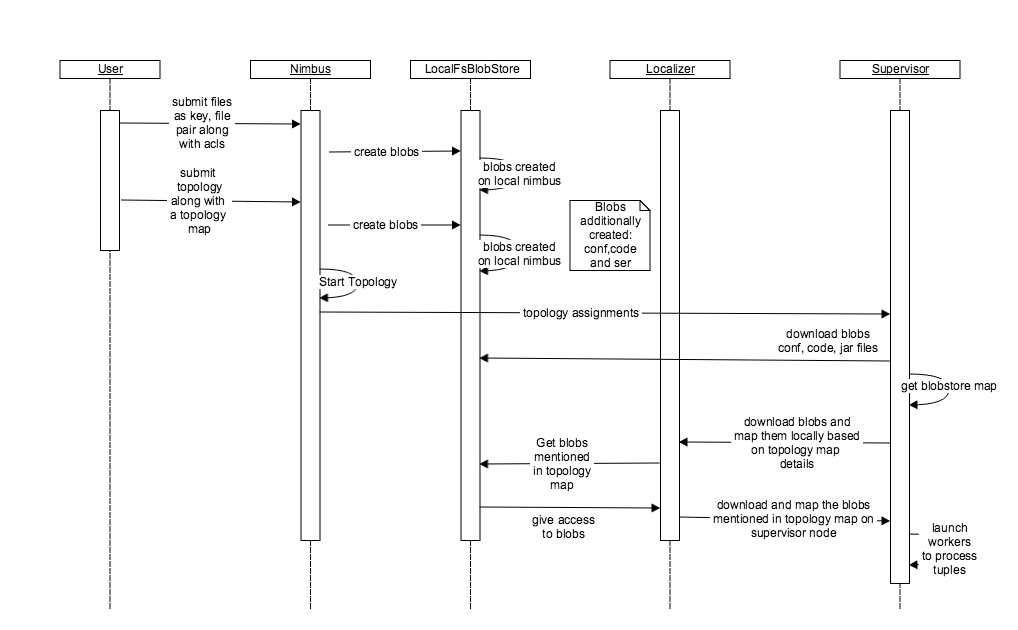 User
Nimbus
LocalFsBlobStore
Localizer
Supervisor
submit files
as key, file
pair along
with acls
create blobs
blobs created
on local nimbus
submit
topology
along with
a topology
map
create blobs
blobs created
on local nimbus
Blobs
additionally
created:
conf,code
and ser
Start Topology
topology assignments
download blobs
conf, code, jar files
get blobstore map
download blobs and
map them locally based
on topology map
details
Get blobs
mentioned
in topology
map
give access
to blobs
download and map the blobs
mentioned in topology map on
supervisor node
launch
workers
to process
tuples